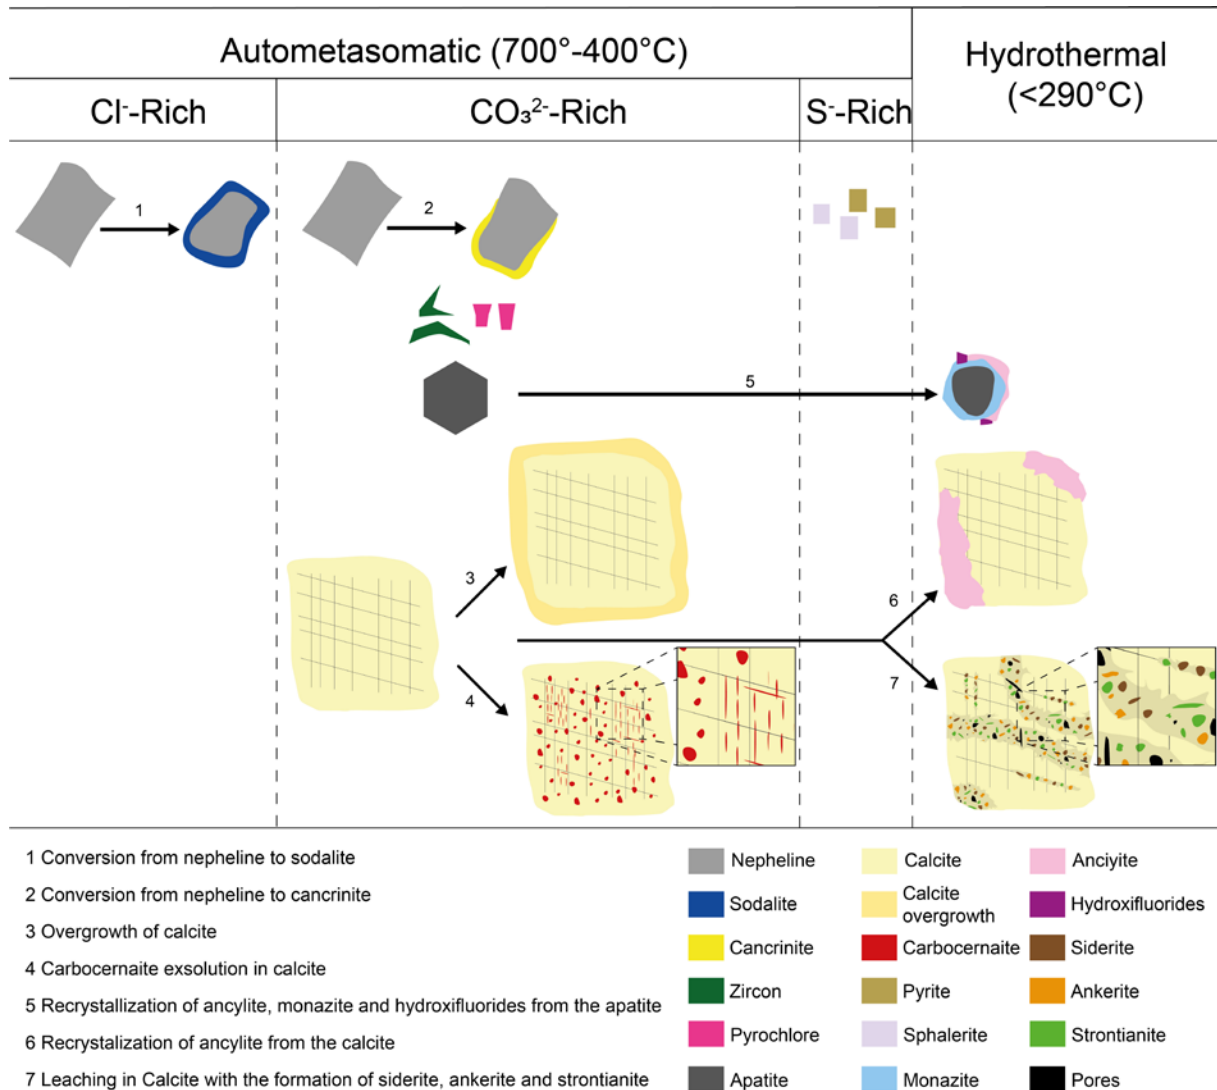 Autometasomatic (700°-400°C)
Hydrothermal
(<290°C)
Cl⁻-Rich
CO₃²⁻-Rich
S⁻-Rich
1
2
5
3
4
6
7
1 Conversion from nepheline to sodalite
2 Conversion from nepheline to cancrinite
3 Overgrowth of calcite
4 Carbocernaite exsolution in calcite
5 Recrystallization of ancylite, monazite and hydroxifluorides from the apatite
6 Recrystalization of ancylite from the calcite
7 Leaching in Calcite with the formation of siderite, ankerite and strontianite
Nepheline
Sodalite
Cancrinite
Zircon
Pyrochlore
Apatite
Calcite
Calcite
overgrowth
Carbocernaite
Pyrite
Sphalerite
Monazite
Anciyite
Hydroxifluorides
Siderite
Ankerite
Strontianite
Pores